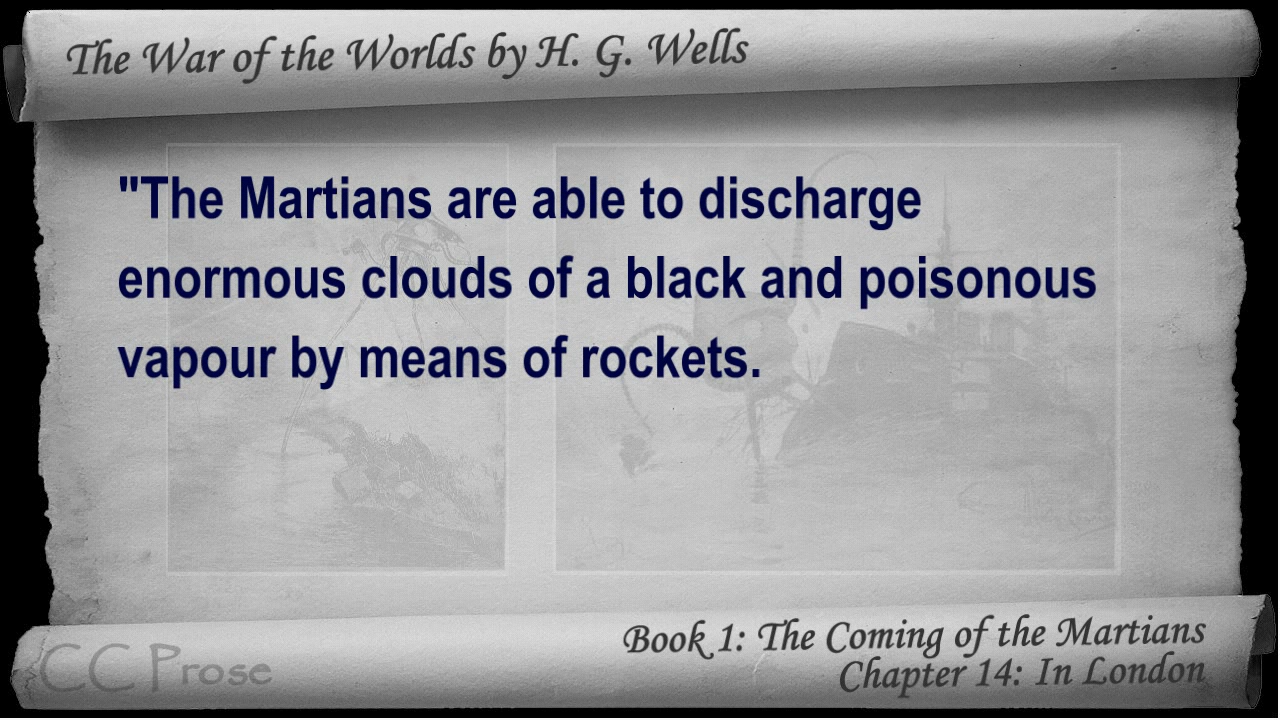 The War of the Worlds by H. G. Wells
"The Martians are able to discharge
enormous clouds of a black and poisonous
vapour by means of rockets.
Book 1: The Coming of the Martians
Chapter 14: In London
CC Prose